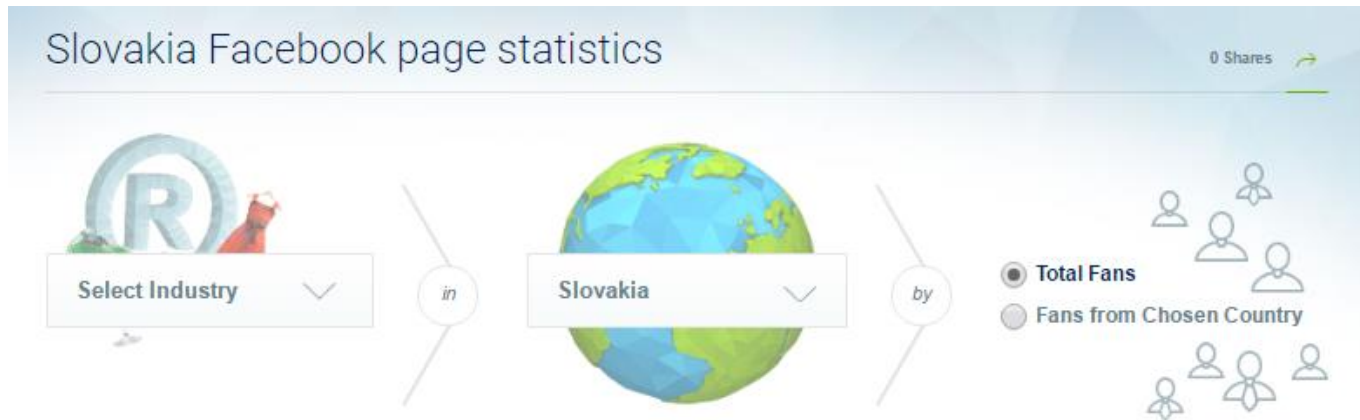 Slovakia Facebook page statistics
0 Shares
R
Select Industry
in
Slovakia
by
Total Fans
Fans from Chosen Country